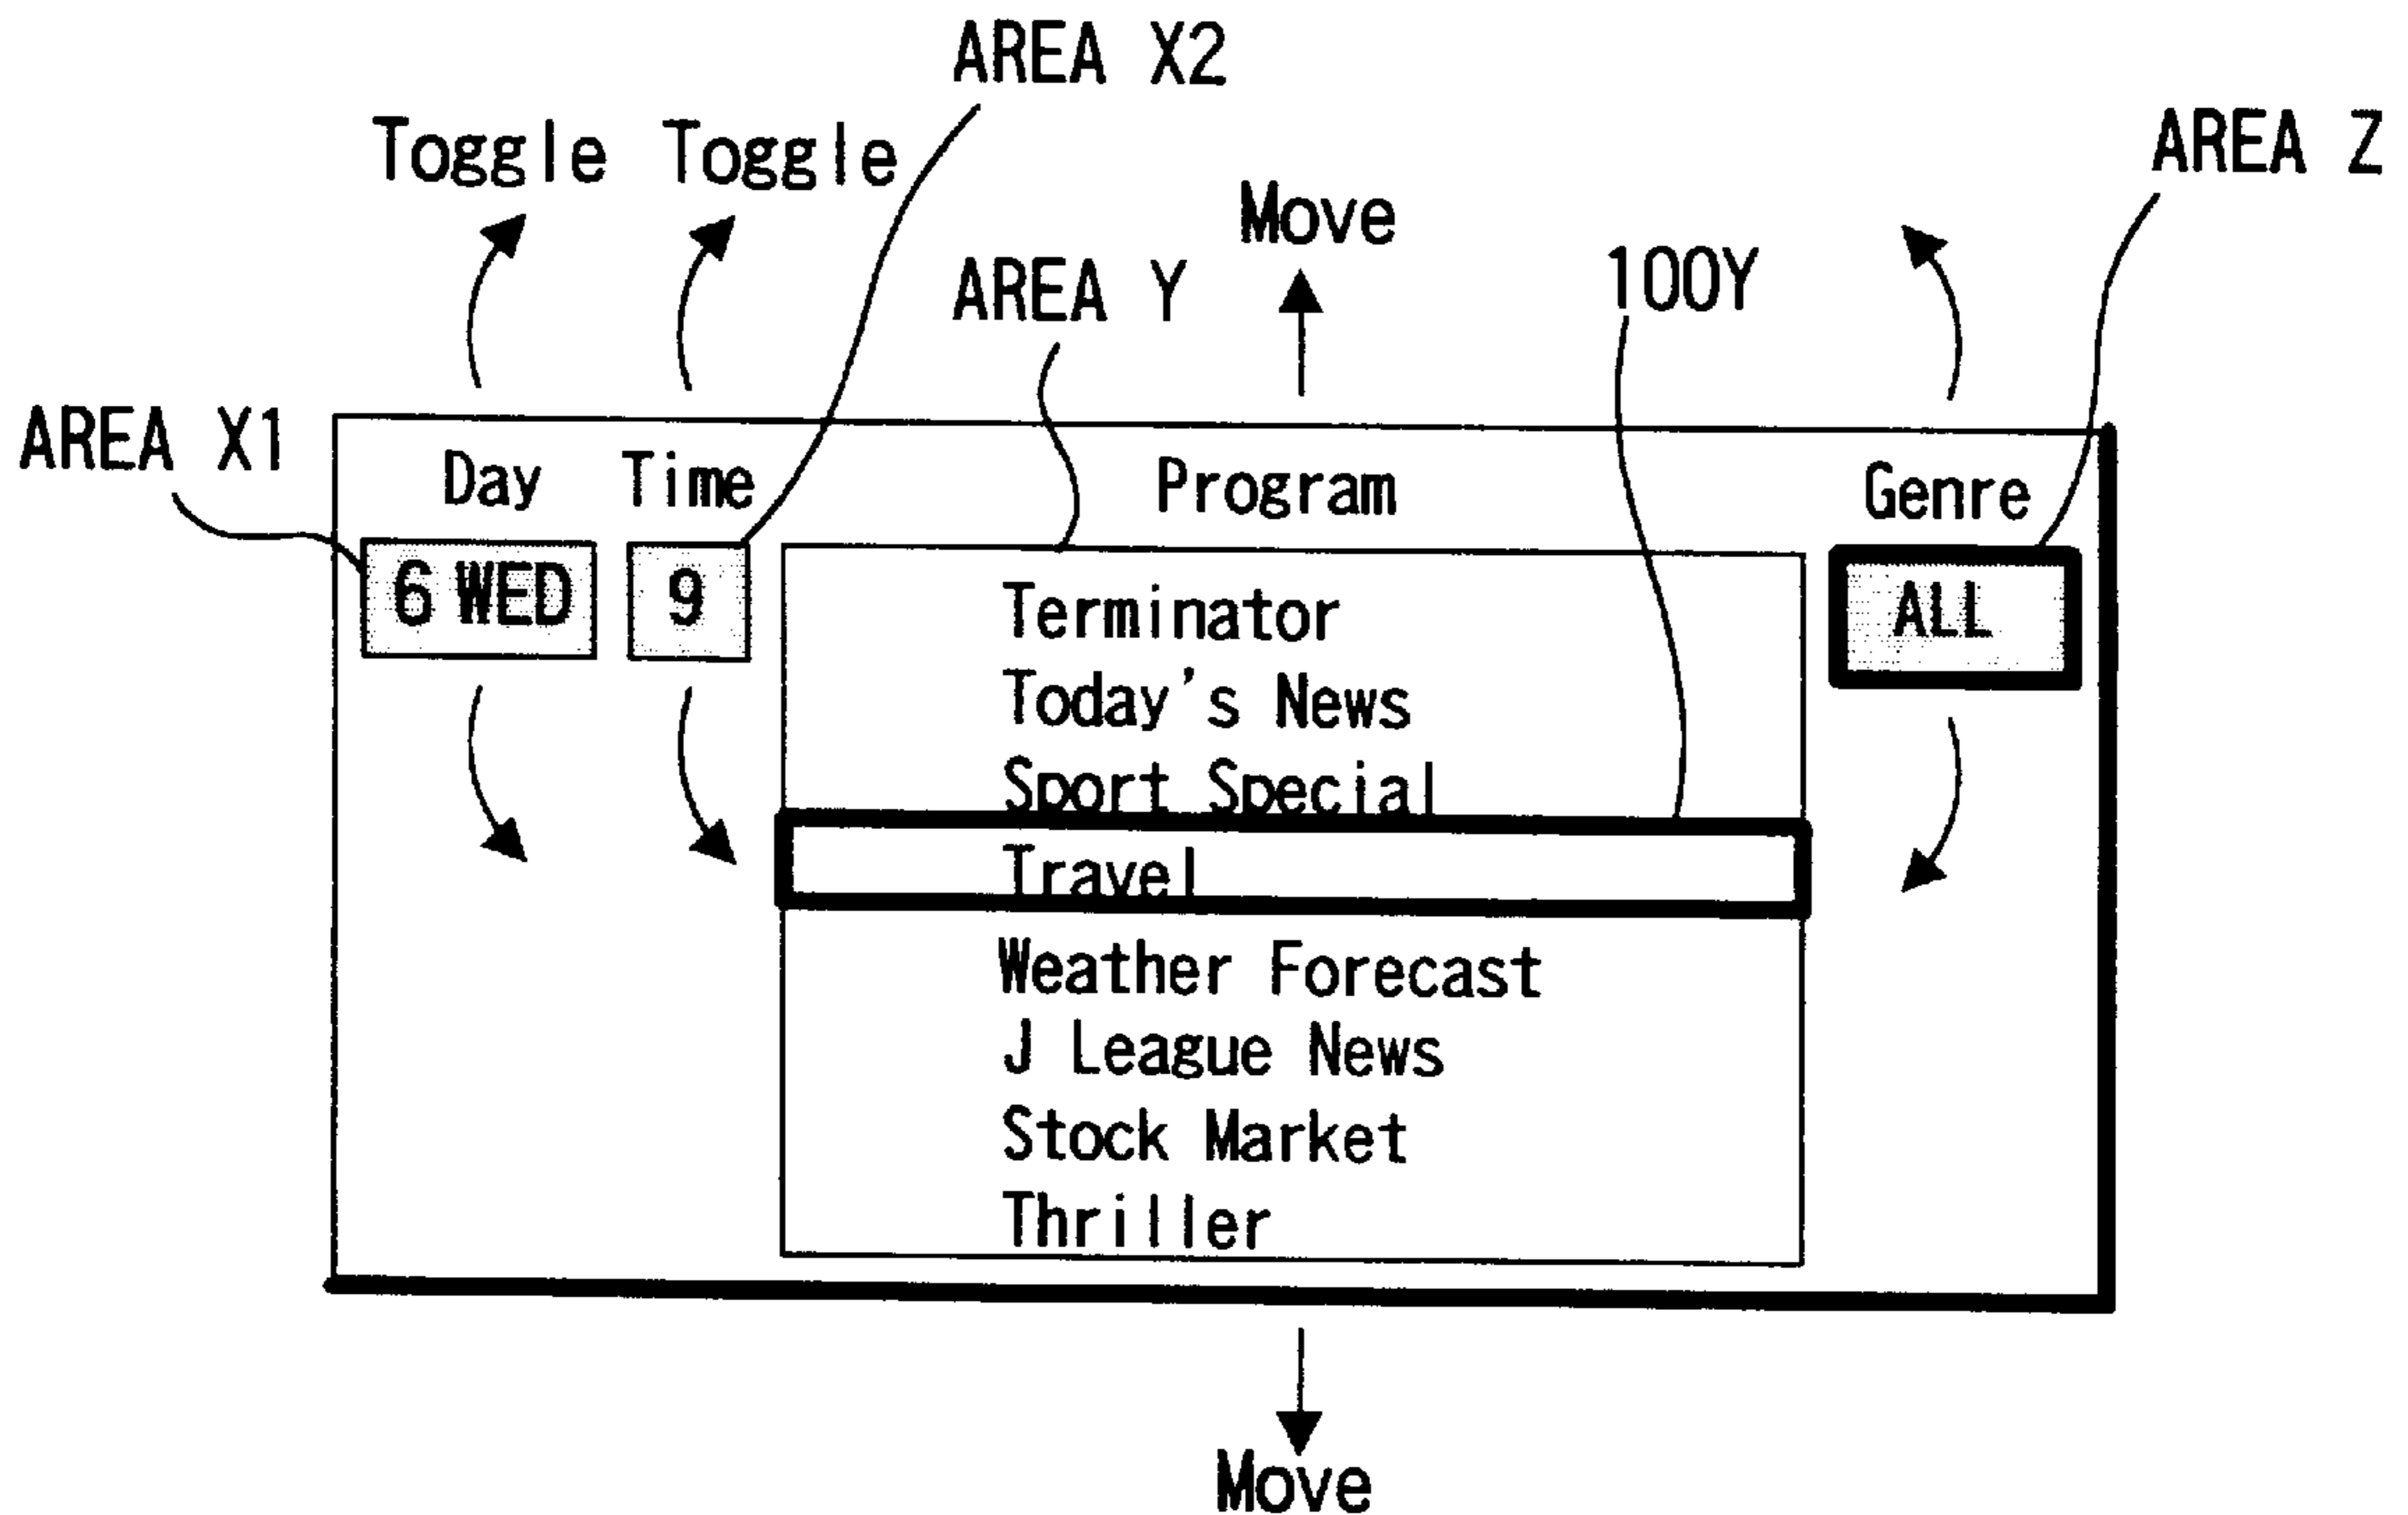 AREA X2
Toggle Toggle
AREA Z
Move
AREA Y
100Y
AREA X1
Day Time Program Genre
6 WED 9 ALL
Terminator
Today's News
Sport Special
Travel
Weather Forecast
J League News
Stock Market
Thriller
Move